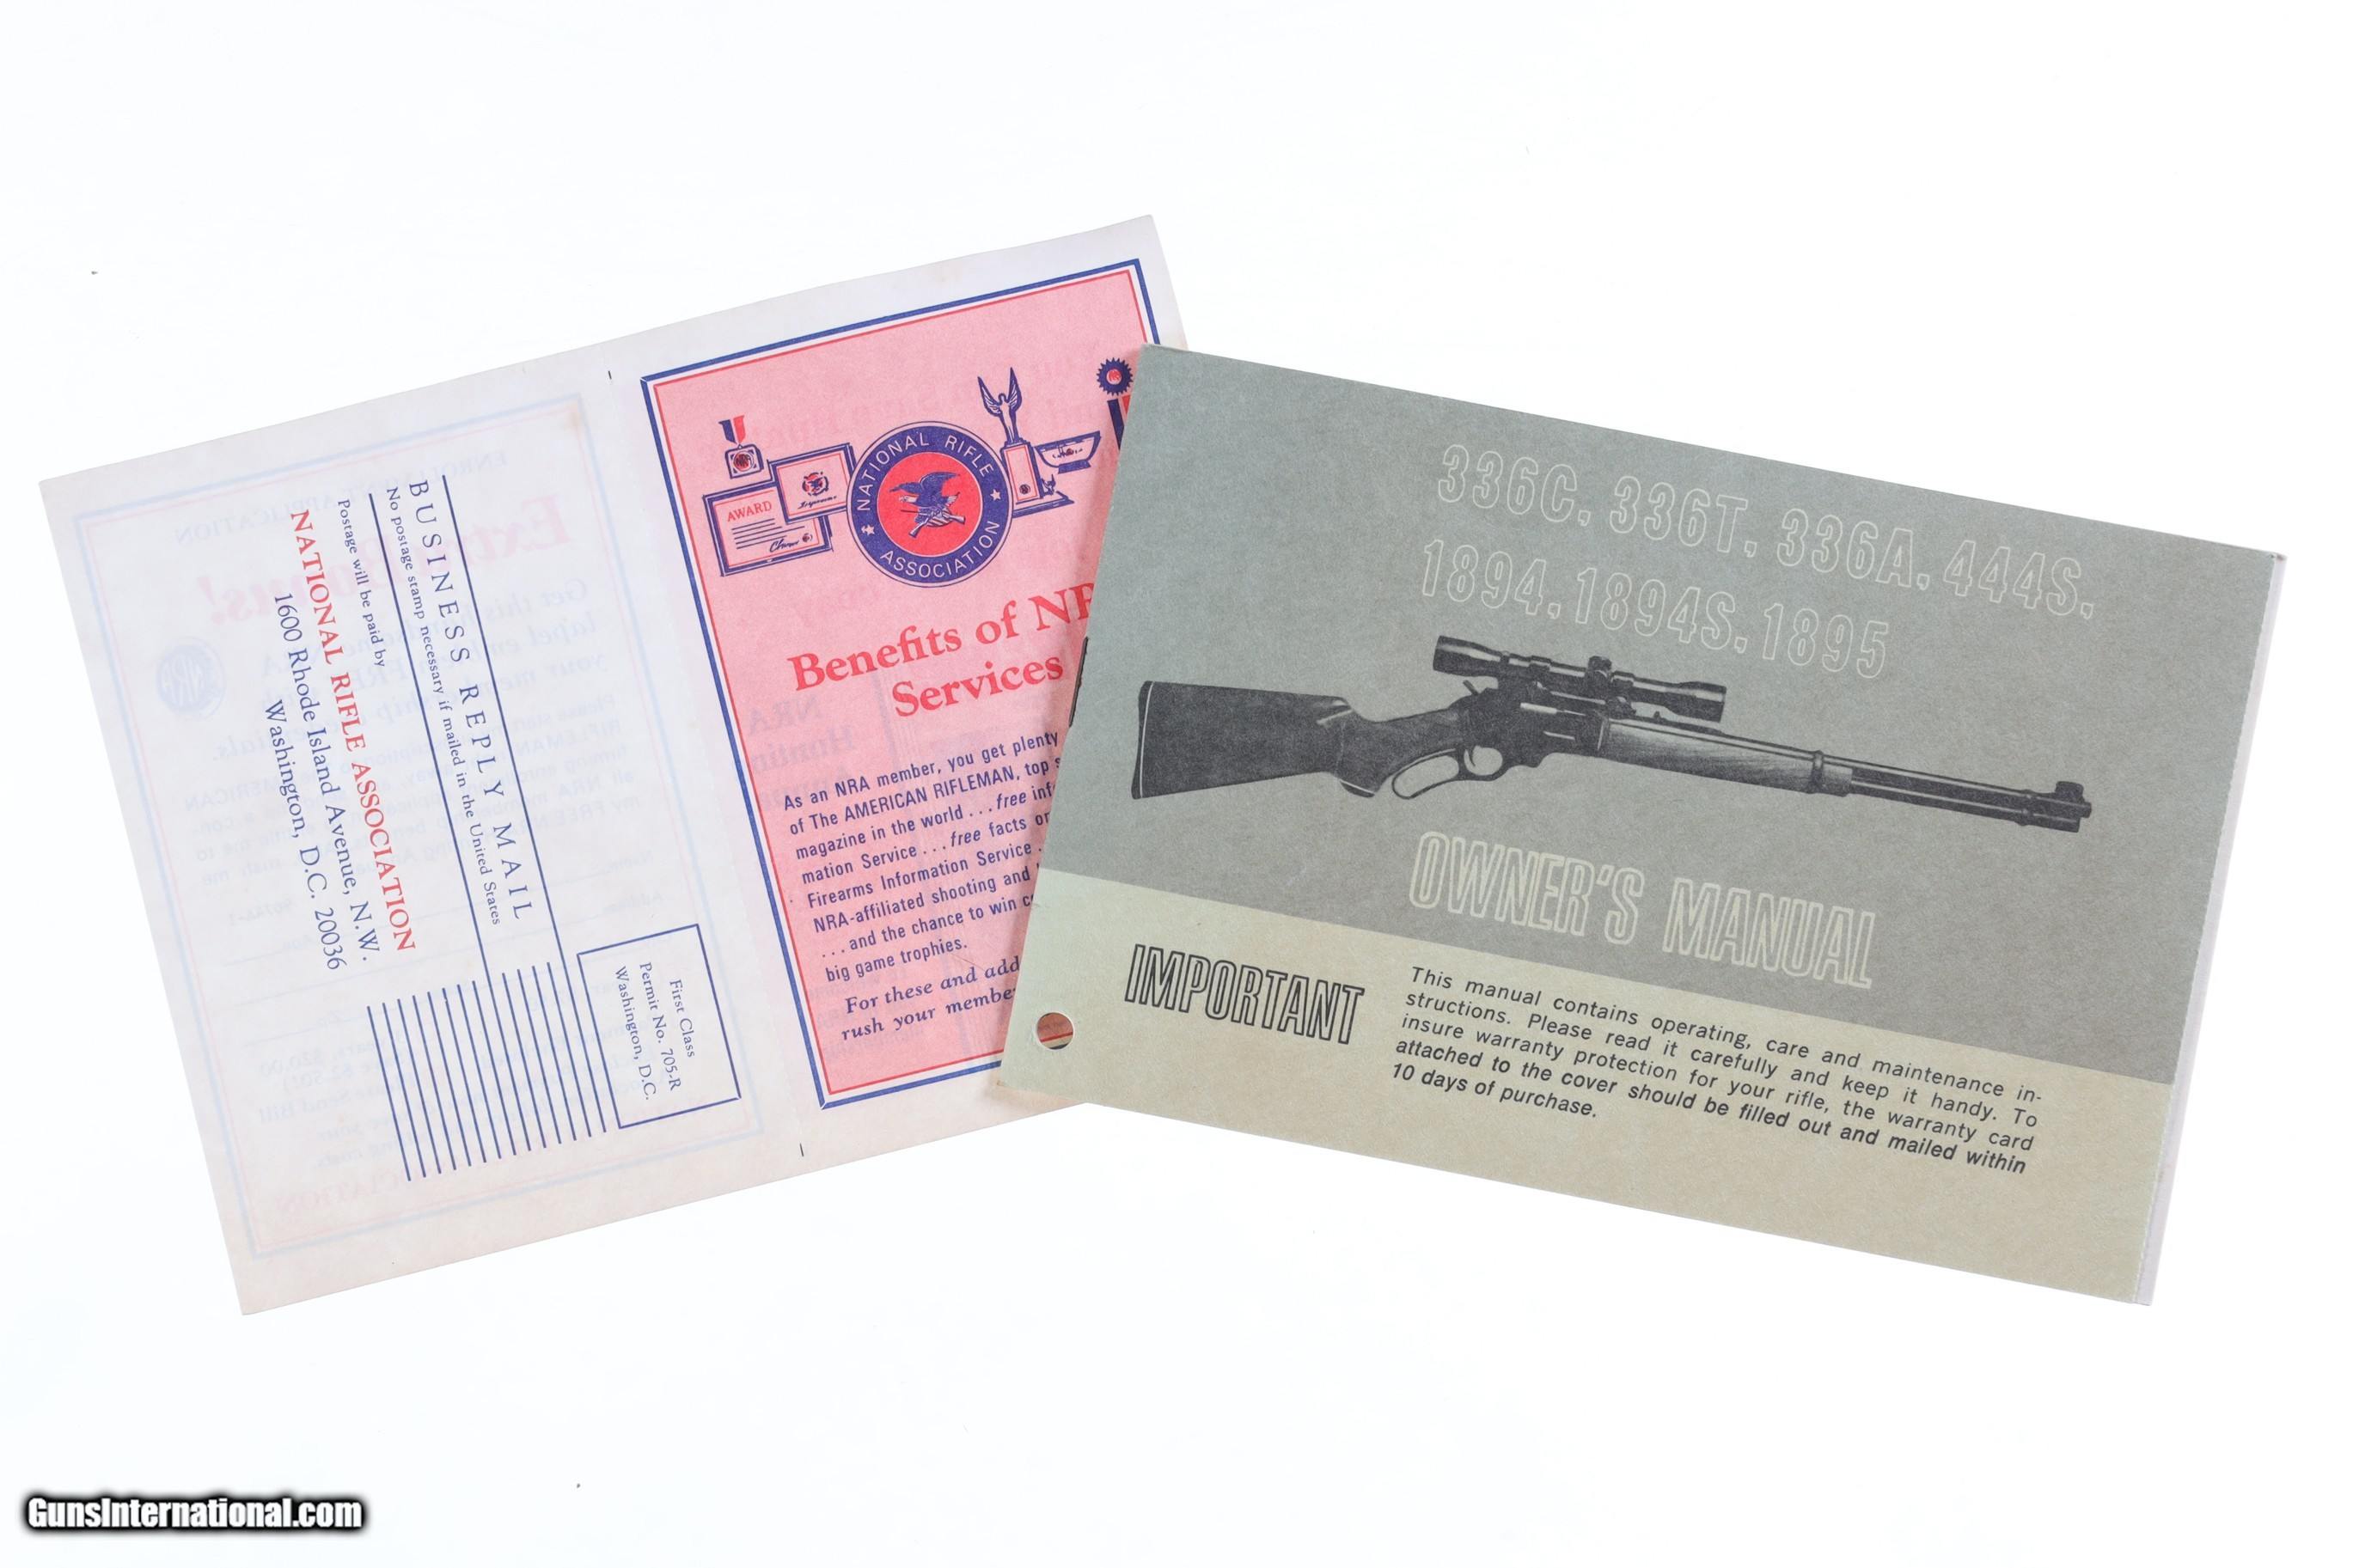 BUSINESS REPLY MAIL
No postage stamp necessary if mailed in the United States
Postage will be paid by
NATIONAL RIFLE ASSOCIATION
1600 Rhode Island Avenue, N.W.
Washington, D.C. 20036
First Class
Permit No. 705-R
Washington, D.C.
AWARD
NATIONAL RIFLE
ASSOCIATION
Benefits of
Services
As an NRA member, you get plenty
of The AMERICAN RIFLEMAN, top
magazine in the world . . . free
mation Service . . . free facts
Firearms Information Service .
NRA-affiliated shooting and
. . . and the chance to win
big game trophies.
For these and
rush your
336C, 336T, 336A, 444S,
1894, 1894S, 1895
OWNER'S MANUAL
IMPORTANT
This manual contains operating, care and maintenance in-
structions. Please read it carefully and keep it handy. To
insure warranty protection for your rifle, the warranty card
attached to the cover should be filled out and mailed within
10 days of purchase.
GunsInternational.com